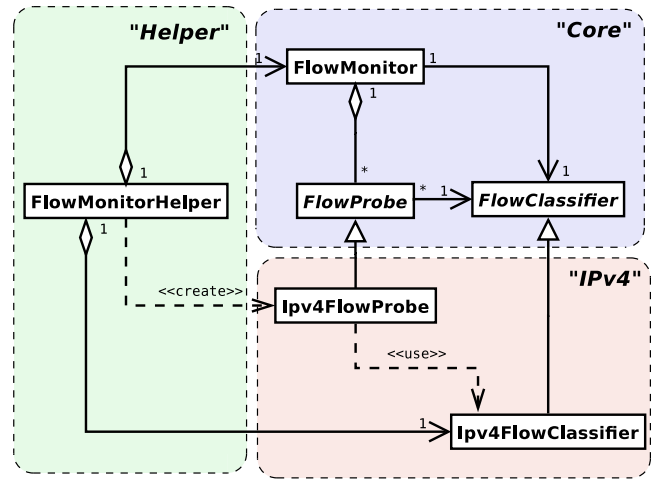 "Helper"
"Core"
1
FlowMonitor
1
1
1
*
1
FlowMonitorHelper
1
FlowProbe
*
1
FlowClassifier
"IPv4"
<<create>>
Ipv4FlowProbe
<<use>>
1
Ipv4FlowClassifier